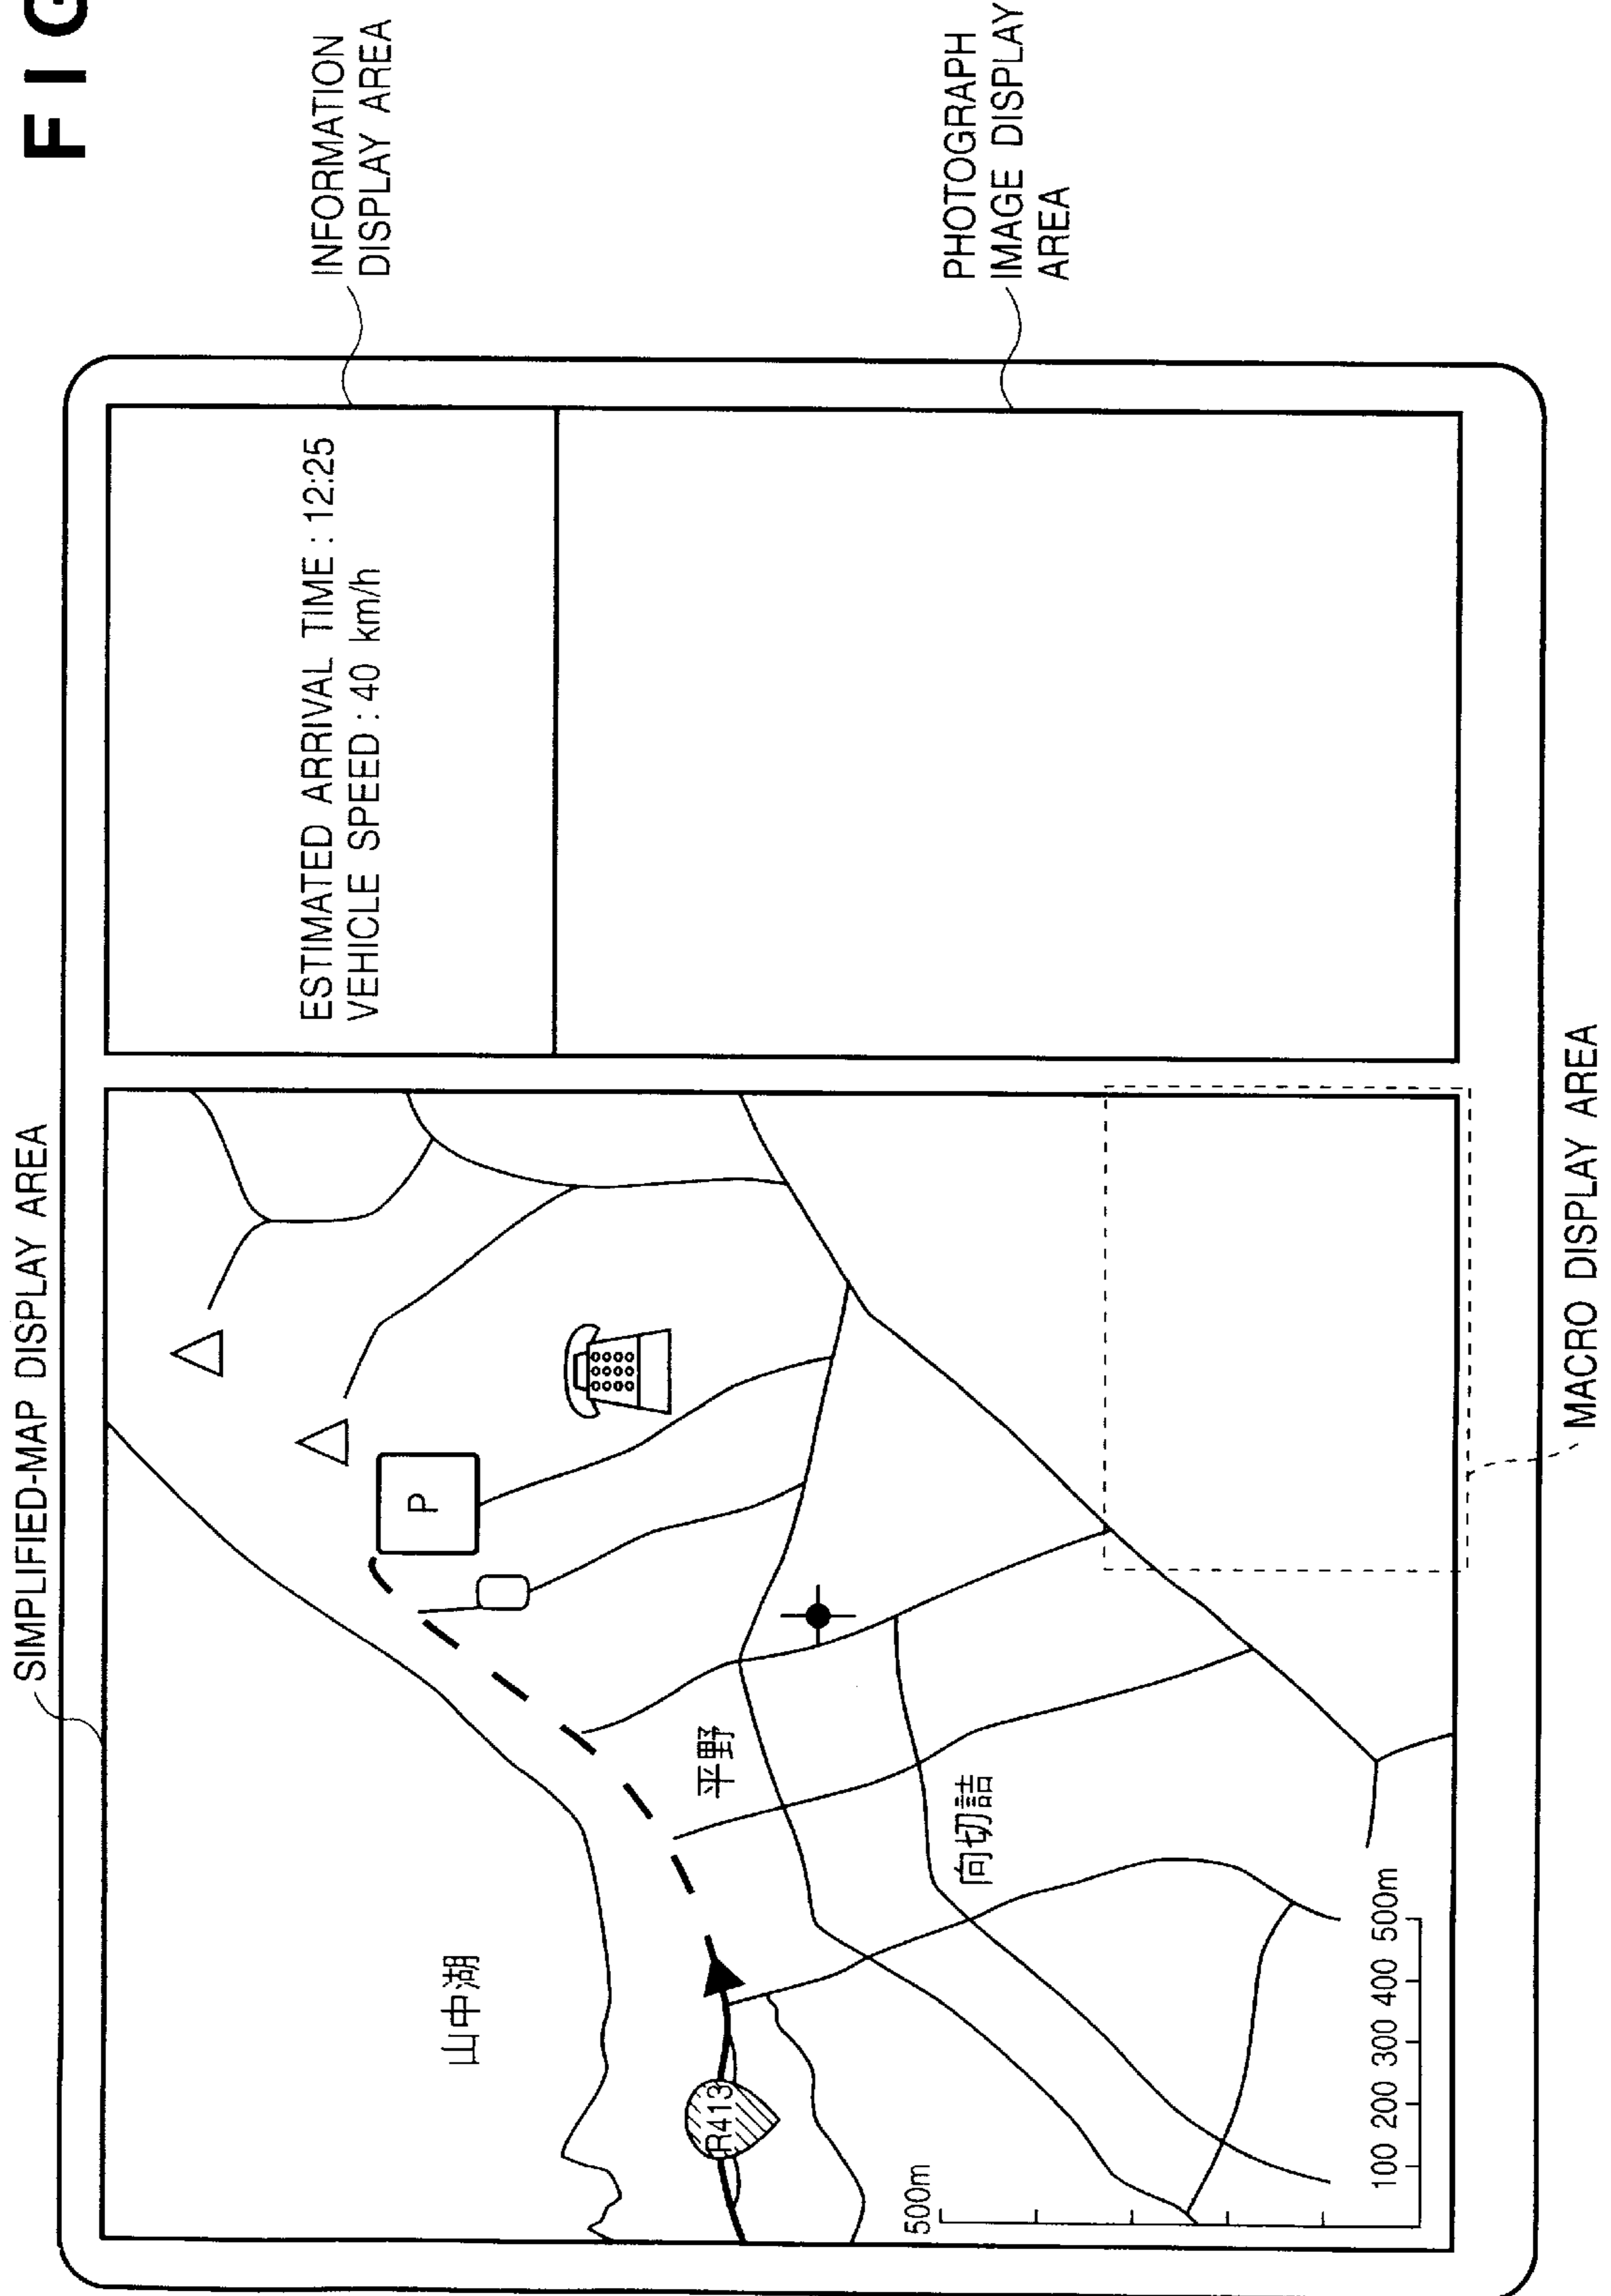 FIG
SIMPLIFIED-MAP DISPLAY AREA
INFORMATION
DISPLAY AREA
ESTIMATED ARRIVAL TIME : 12:25
VEHICLE SPEED : 40 km/h
PHOTOGRAPH
IMAGE DISPLAY
AREA
山中湖
P
R413
平野
向切詰
500m
100 200 300 400 500m
MACRO DISPLAY AREA